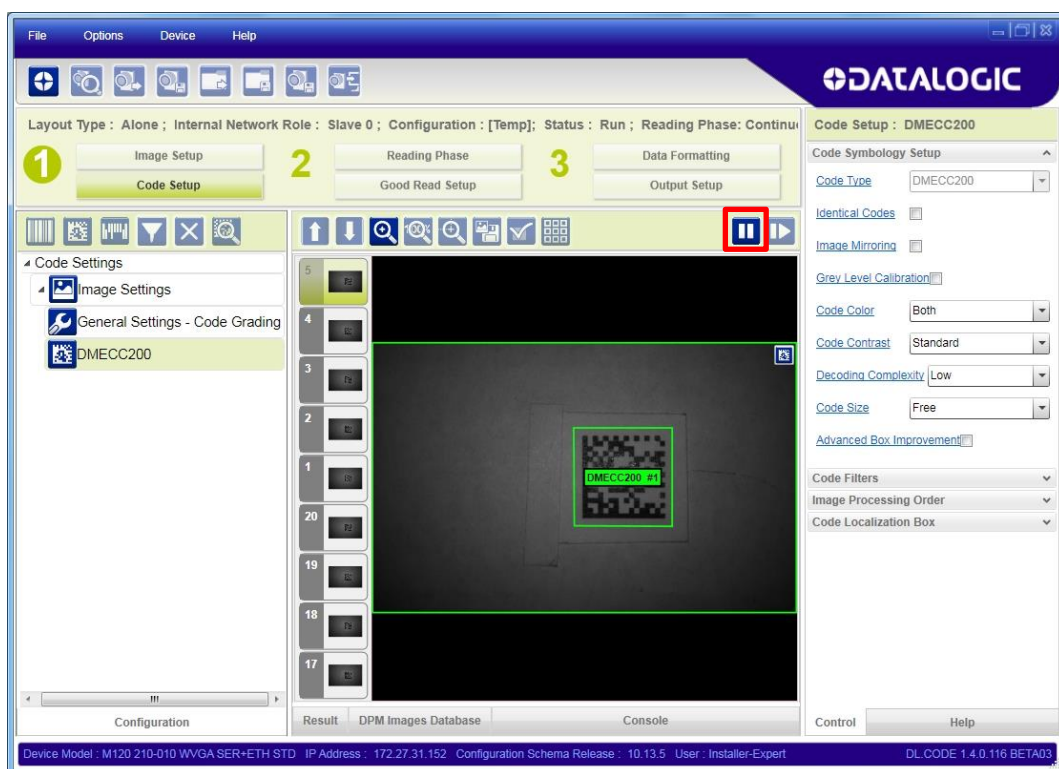 File Options Device Help
DATALOGIC
Layout Type : Alone ; Internal Network Role : Slave 0 ; Configuration : [Temp]; Status : Run ; Reading Phase: Continu
1
Image Setup
Code Setup
2
Reading Phase
Good Read Setup
3
Data Formatting
Output Setup
Code Settings
Image Settings
General Settings - Code Grading
DMECC200
Configuration
5
4
3
2
1
20
19
18
17
DMECC200 #1
Result DPM Images Database Console
Code Setup : DMECC200
Code Symbology Setup
Code Type DMECC200
Identical Codes
Image Mirroring
Grey Level Calibration
Code Color Both
Code Contrast Standard
Decoding Complexity Low
Code Size Free
Advanced Box Improvement
Code Filters
Image Processing Order
Code Localization Box
Control Help
Device Model : M120 210-010 WVGA SER+ETH STD IP Address : 172.27.31.152 Configuration Schema Release : 10.13.5 User : Installer-Expert DL.CODE 1.4.0.116 BETA03